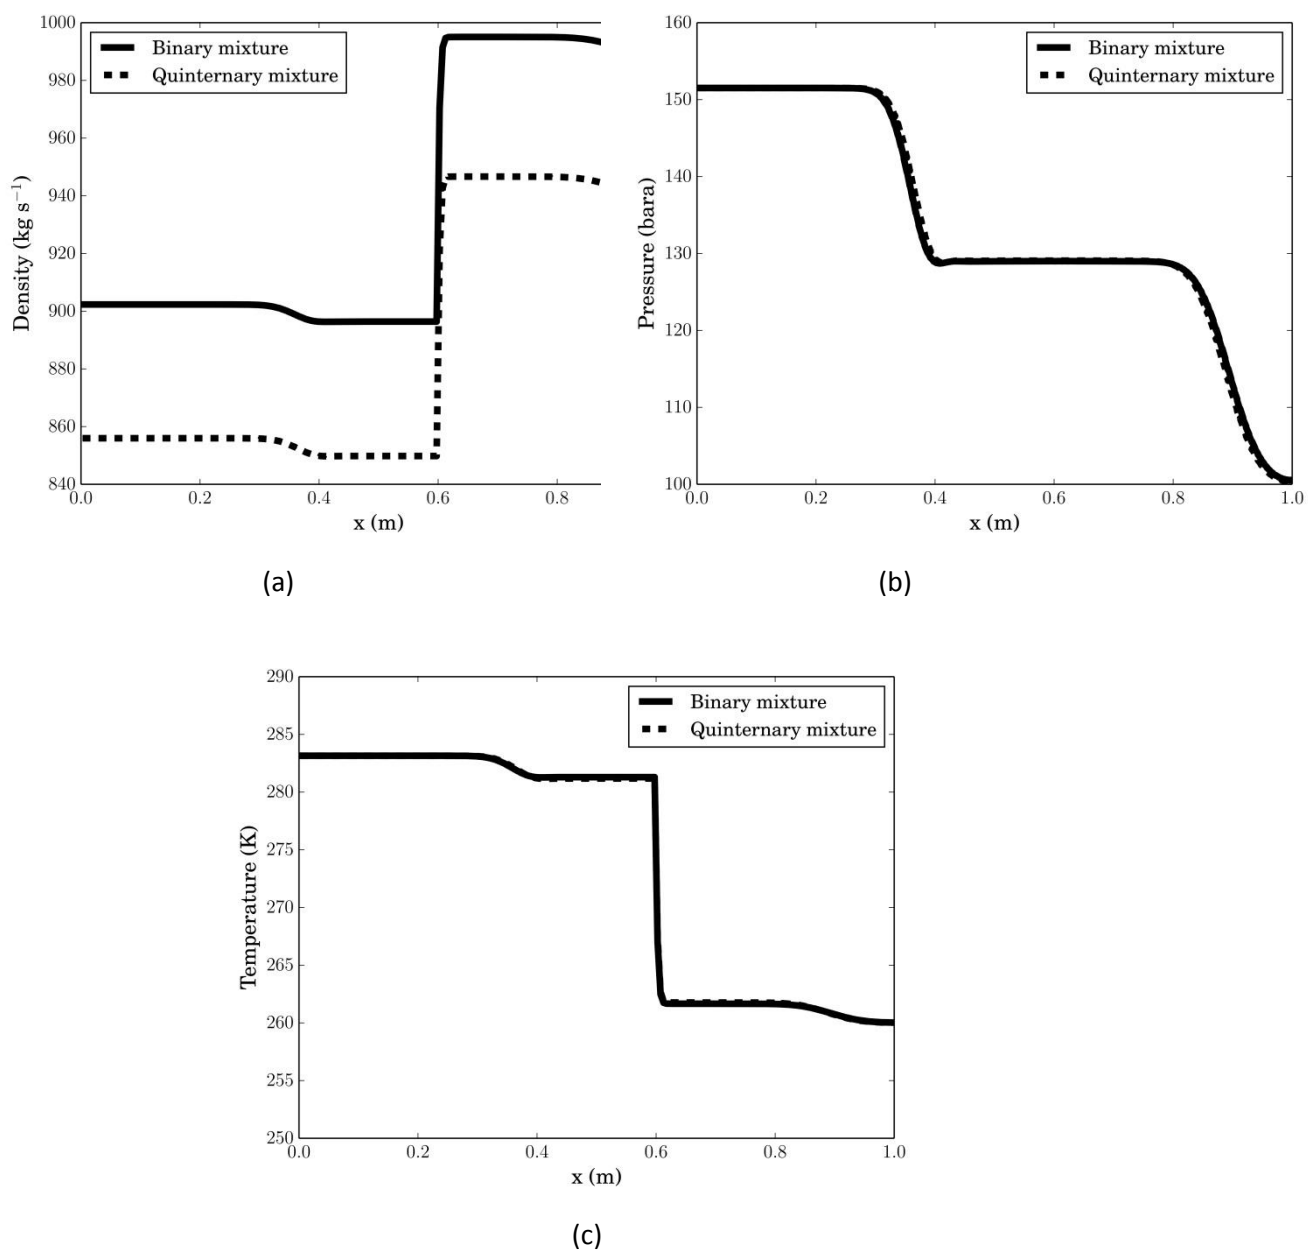 1000
980
960
940
920
900
880
860
840
0.0 0.2 0.4 0.6 0.8
Density (kg s⁻¹)
x (m)
Binary mixture
Quinternary mixture
(a)
160
150
140
130
120
110
100
0.0 0.2 0.4 0.6 0.8 1.0
Pressure (bara)
x (m)
Binary mixture
Quinternary mixture
(b)
290
285
280
275
270
265
260
255
250
0.0 0.2 0.4 0.6 0.8 1.0
Temperature (K)
x (m)
Binary mixture
Quinternary mixture
(c)